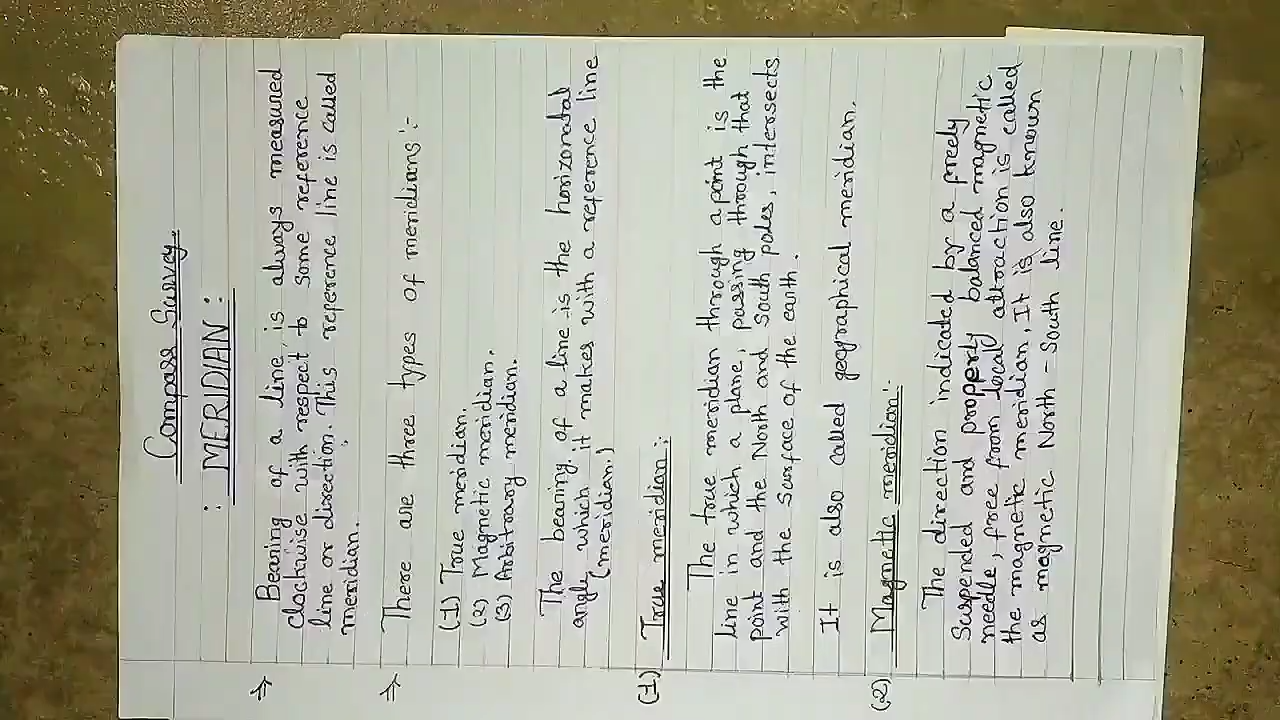 Compass Survey.
: MERIDIAN :
⇒ Bearing of a line, is always measured
clockwise with respect to some reference
line or direction. This reference line is called
meridian.
⇒ There are three types of meridians:-
(1) True meridian.
(2) Magnetic meridian.
(3) Arbitrary meridian.
The bearing of a line is the horizontal
angle which it makes with a reference line
(meridian.)
(1) True meridian :
The true meridian through a point is the
line in which a plane, passing through that
point and the North and South poles, intersects
with the surface of the earth.
It is also called geographical meridian.
(2) Magnetic meridian:
The direction indicated by a freely
suspended and properly balanced magnetic
needle, free from local attraction is called
the magnetic meridian. It is also known
as magnetic North - South line.